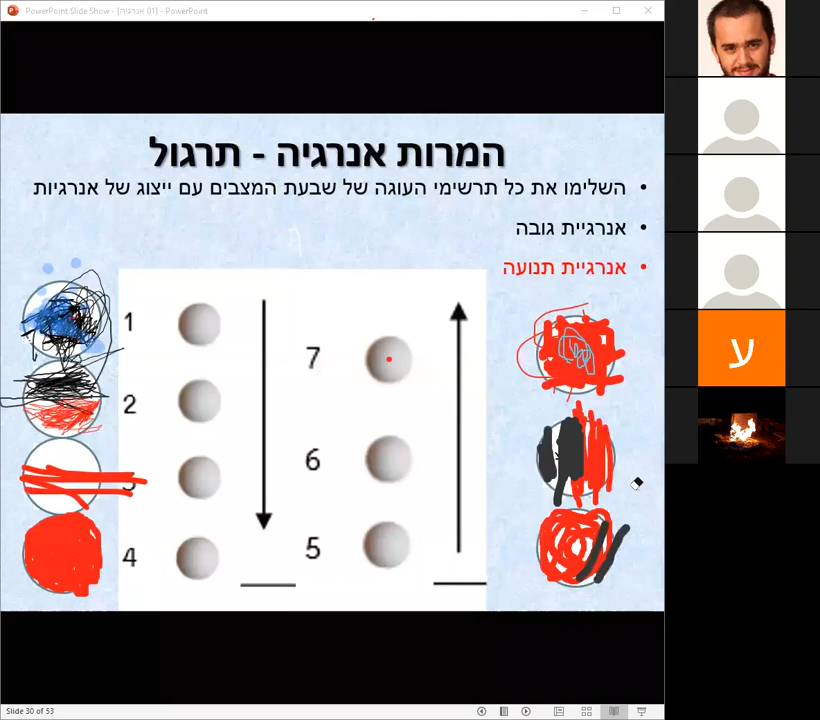 PowerPoint Slide Show - [01 אנרגיה] - PowerPoint
המרות אנרגיה - תרגול
• השלימו את כל תרשימי העוגה של שבעת המצבים עם ייצוג של אנרגיות
• אנרגיית גובה
• אנרגיית תנועה
1
2
4
7
6
5
ע
Slide 30 of 53